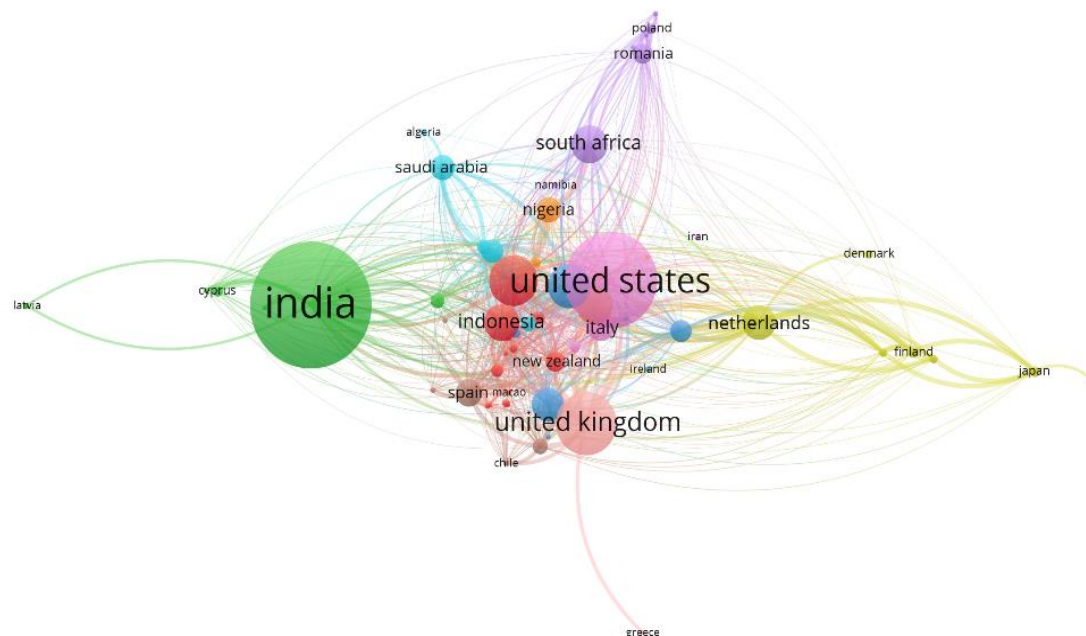 poland
romania
algeria
south africa
saudi arabia
namibia
nigeria
iran
denmark
united states
cyprus
india
latvia
indonesia
italy
netherlands
new zealand
finland
ireland
japan
spain
macao
united kingdom
chile
greece